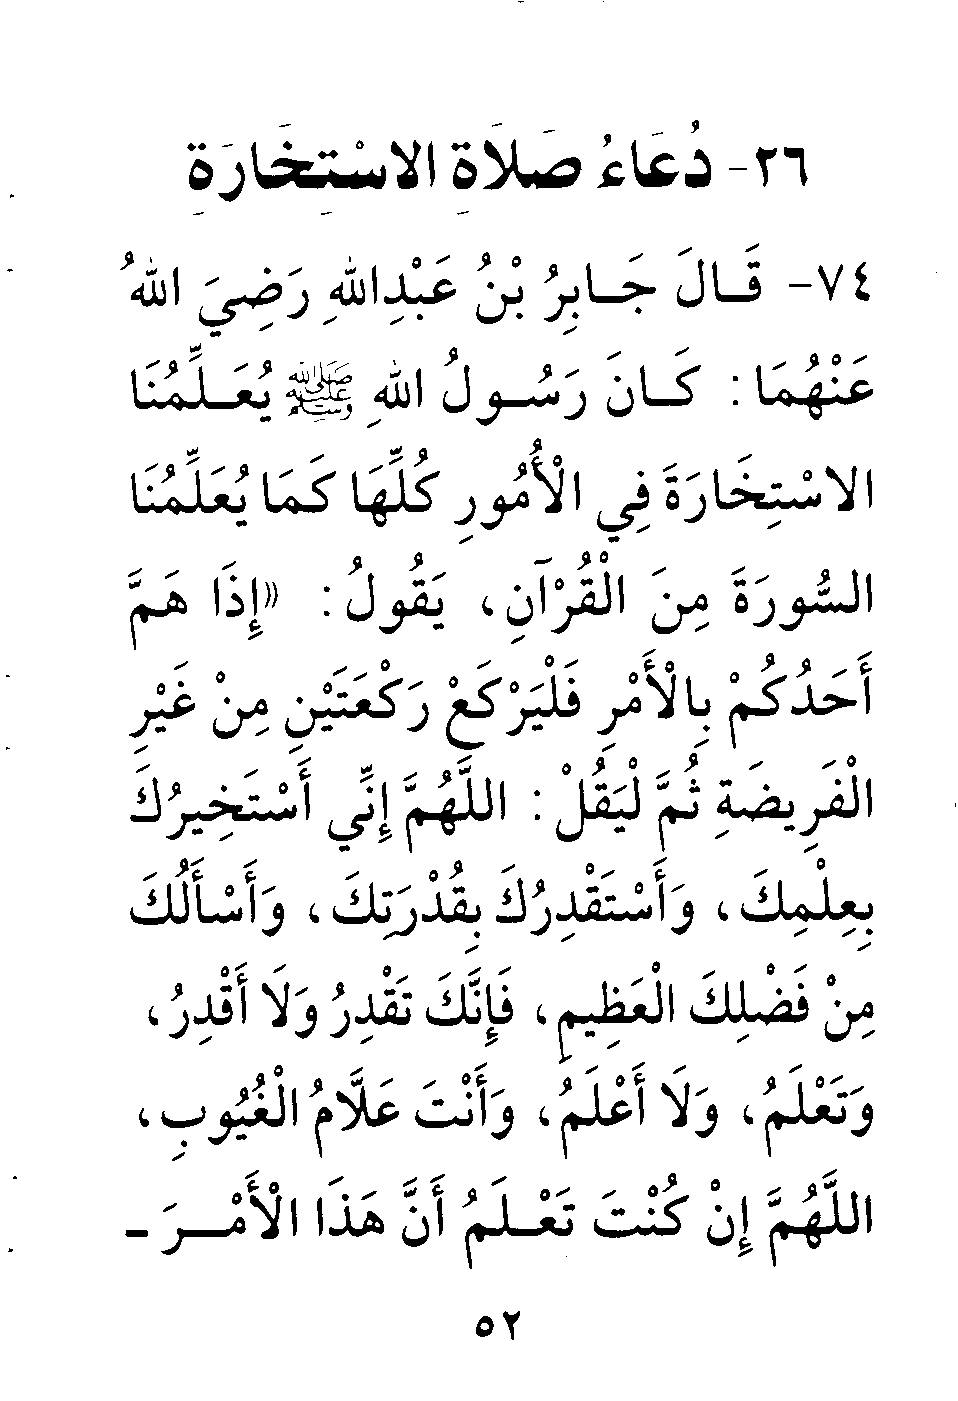 ٢٦- دُعَاءُ صَلَاةِ الاسْتِخَارَةِ
٧٤- قَالَ جَابِرُ بْنُ عَبْدِاللهِ رَضِيَ اللهُ
عَنْهُمَا: كَانَ رَسُولُ اللهِ ﷺ يُعَلِّمُنَا
الاسْتِخَارَةَ فِي الْأُمُورِ كُلِّهَا كَمَا يُعَلِّمُنَا
السُّورَةَ مِنَ الْقُرْآنِ، يَقُولُ: «إِذَا هَمَّ
أَحَدُكُمْ بِالْأَمْرِ فَلْيَرْكَعْ رَكْعَتَيْنِ مِنْ غَيْرِ
الْفَرِيضَةِ ثُمَّ لْيَقُلْ: اللَّهُمَّ إِنِّي أَسْتَخِيرُكَ
بِعِلْمِكَ، وَأَسْتَقْدِرُكَ بِقُدْرَتِكَ، وَأَسْأَلُكَ
مِنْ فَضْلِكَ الْعَظِيمِ، فَإِنَّكَ تَقْدِرُ وَلَا أَقْدِرُ،
وَتَعْلَمُ، وَلَا أَعْلَمُ، وَأَنْتَ عَلَّامُ الْغُيُوبِ،
اللَّهُمَّ إِنْ كُنْتَ تَعْلَمُ أَنَّ هَذَا الْأَمْرَ -
٥٢